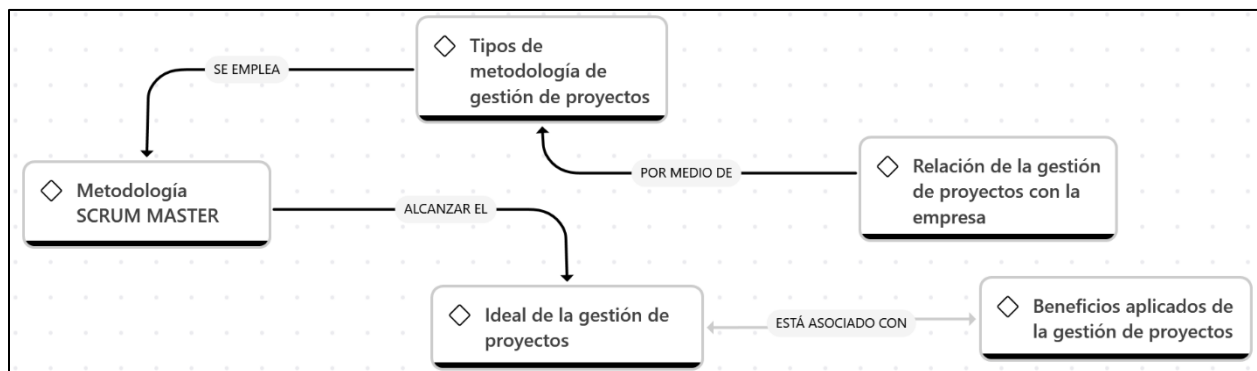 Tipos de
metodología de
gestión de proyectos
SE EMPLEA
POR MEDIO DE
Relación de la gestión
de proyectos con la
empresa
Metodología
SCRUM MASTER
ALCANZAR EL
Ideal de la gestión de
proyectos
ESTÁ ASOCIADO CON
Beneficios aplicados de
la gestión de proyectos